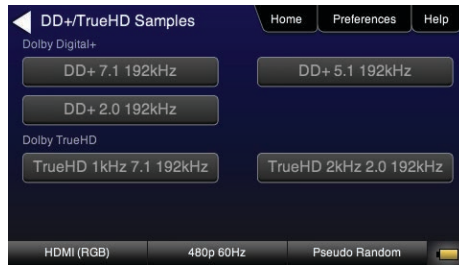 DD+/TrueHD Samples
Home
Preferences
Help
Dolby Digital+
DD+ 7.1 192kHz
DD+ 5.1 192kHz
DD+ 2.0 192kHz
Dolby TrueHD
TrueHD 1kHz 7.1 192kHz
TrueHD 2kHz 2.0 192kHz
HDMI (RGB)
480p 60Hz
Pseudo Random